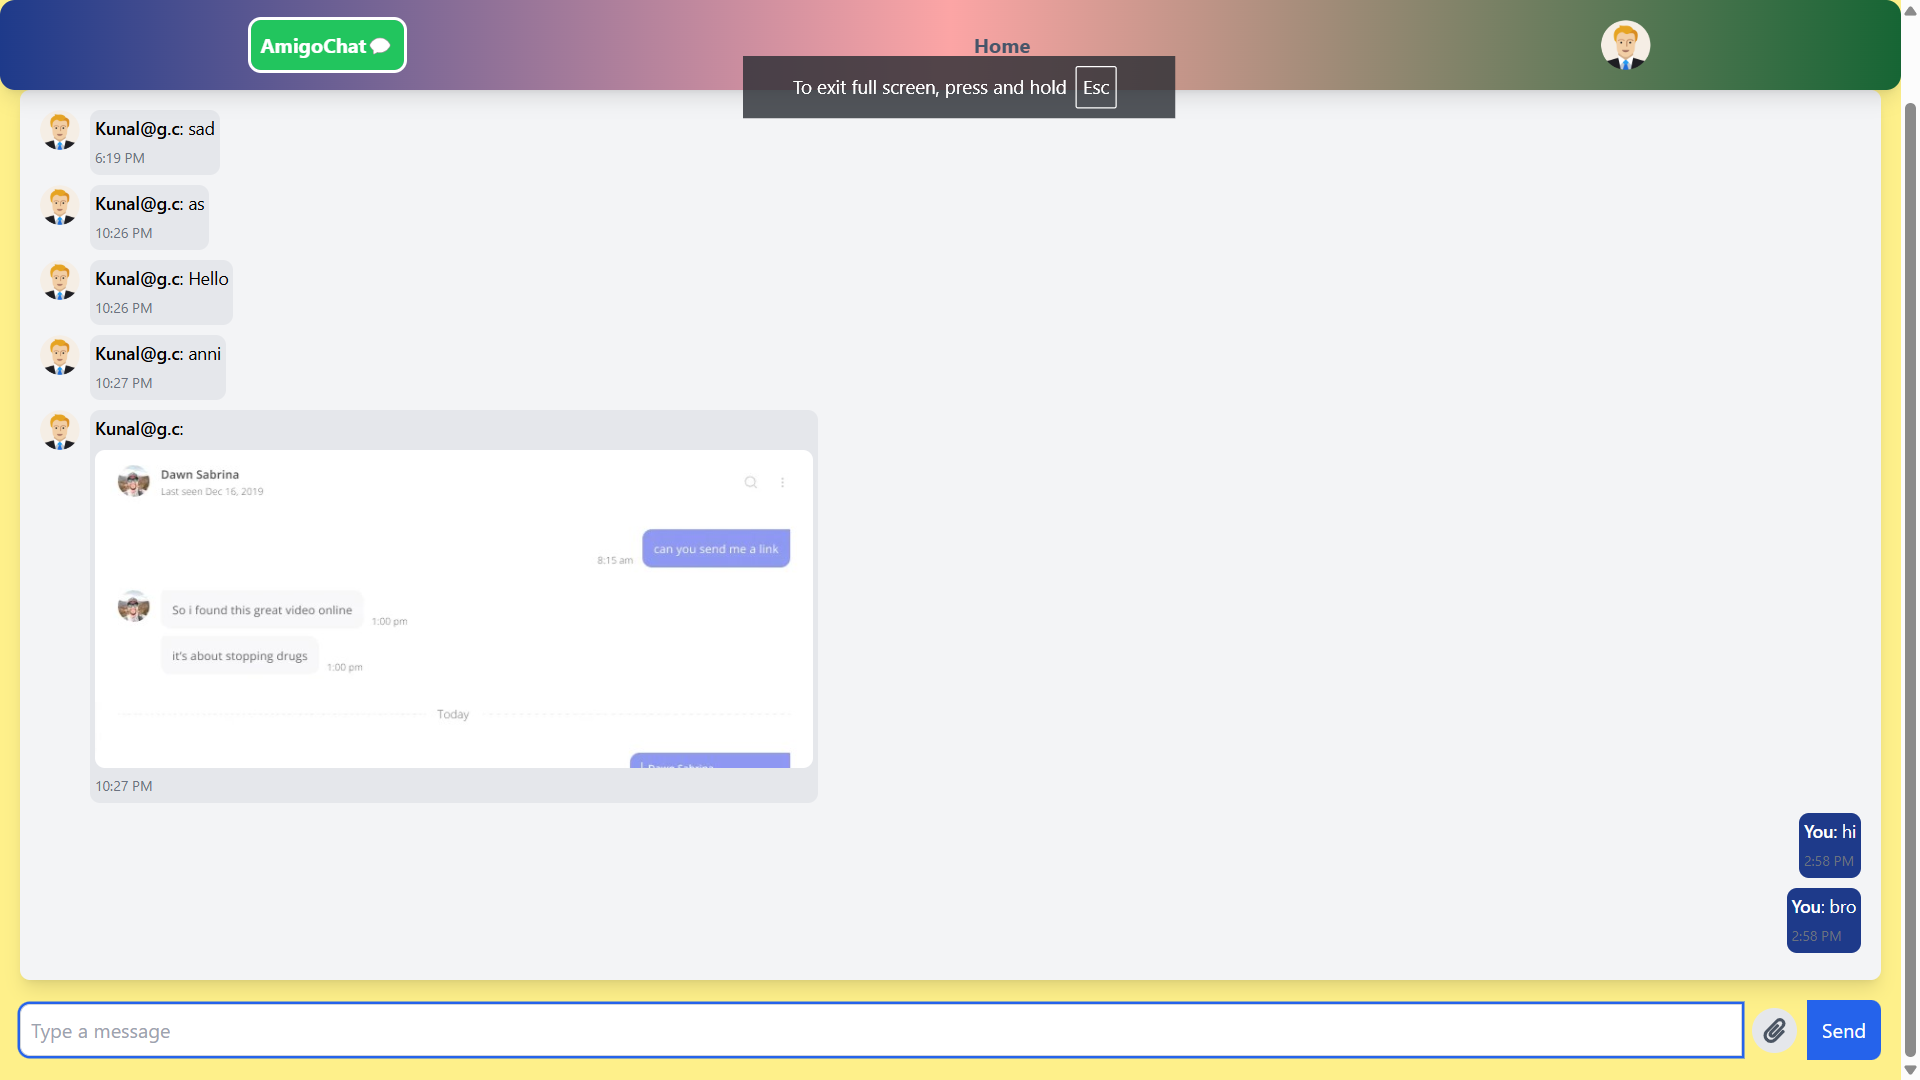 AmigoChat
Home
To exit full screen, press and hold Esc
Kunal@g.c: sad
6:19 PM
Kunal@g.c: as
10:26 PM
Kunal@g.c: Hello
10:26 PM
Kunal@g.c: anni
10:27 PM
Kunal@g.c:
Dawn Sabrina
Last seen Dec 16, 2019
can you send me a link
8:15 am
So i found this great video online
1:00 pm
it's about stopping drugs
1:00 pm
Today
Dawn Sabrina
10:27 PM
You: hi
2:58 PM
You: bro
2:58 PM
Type a message
Send